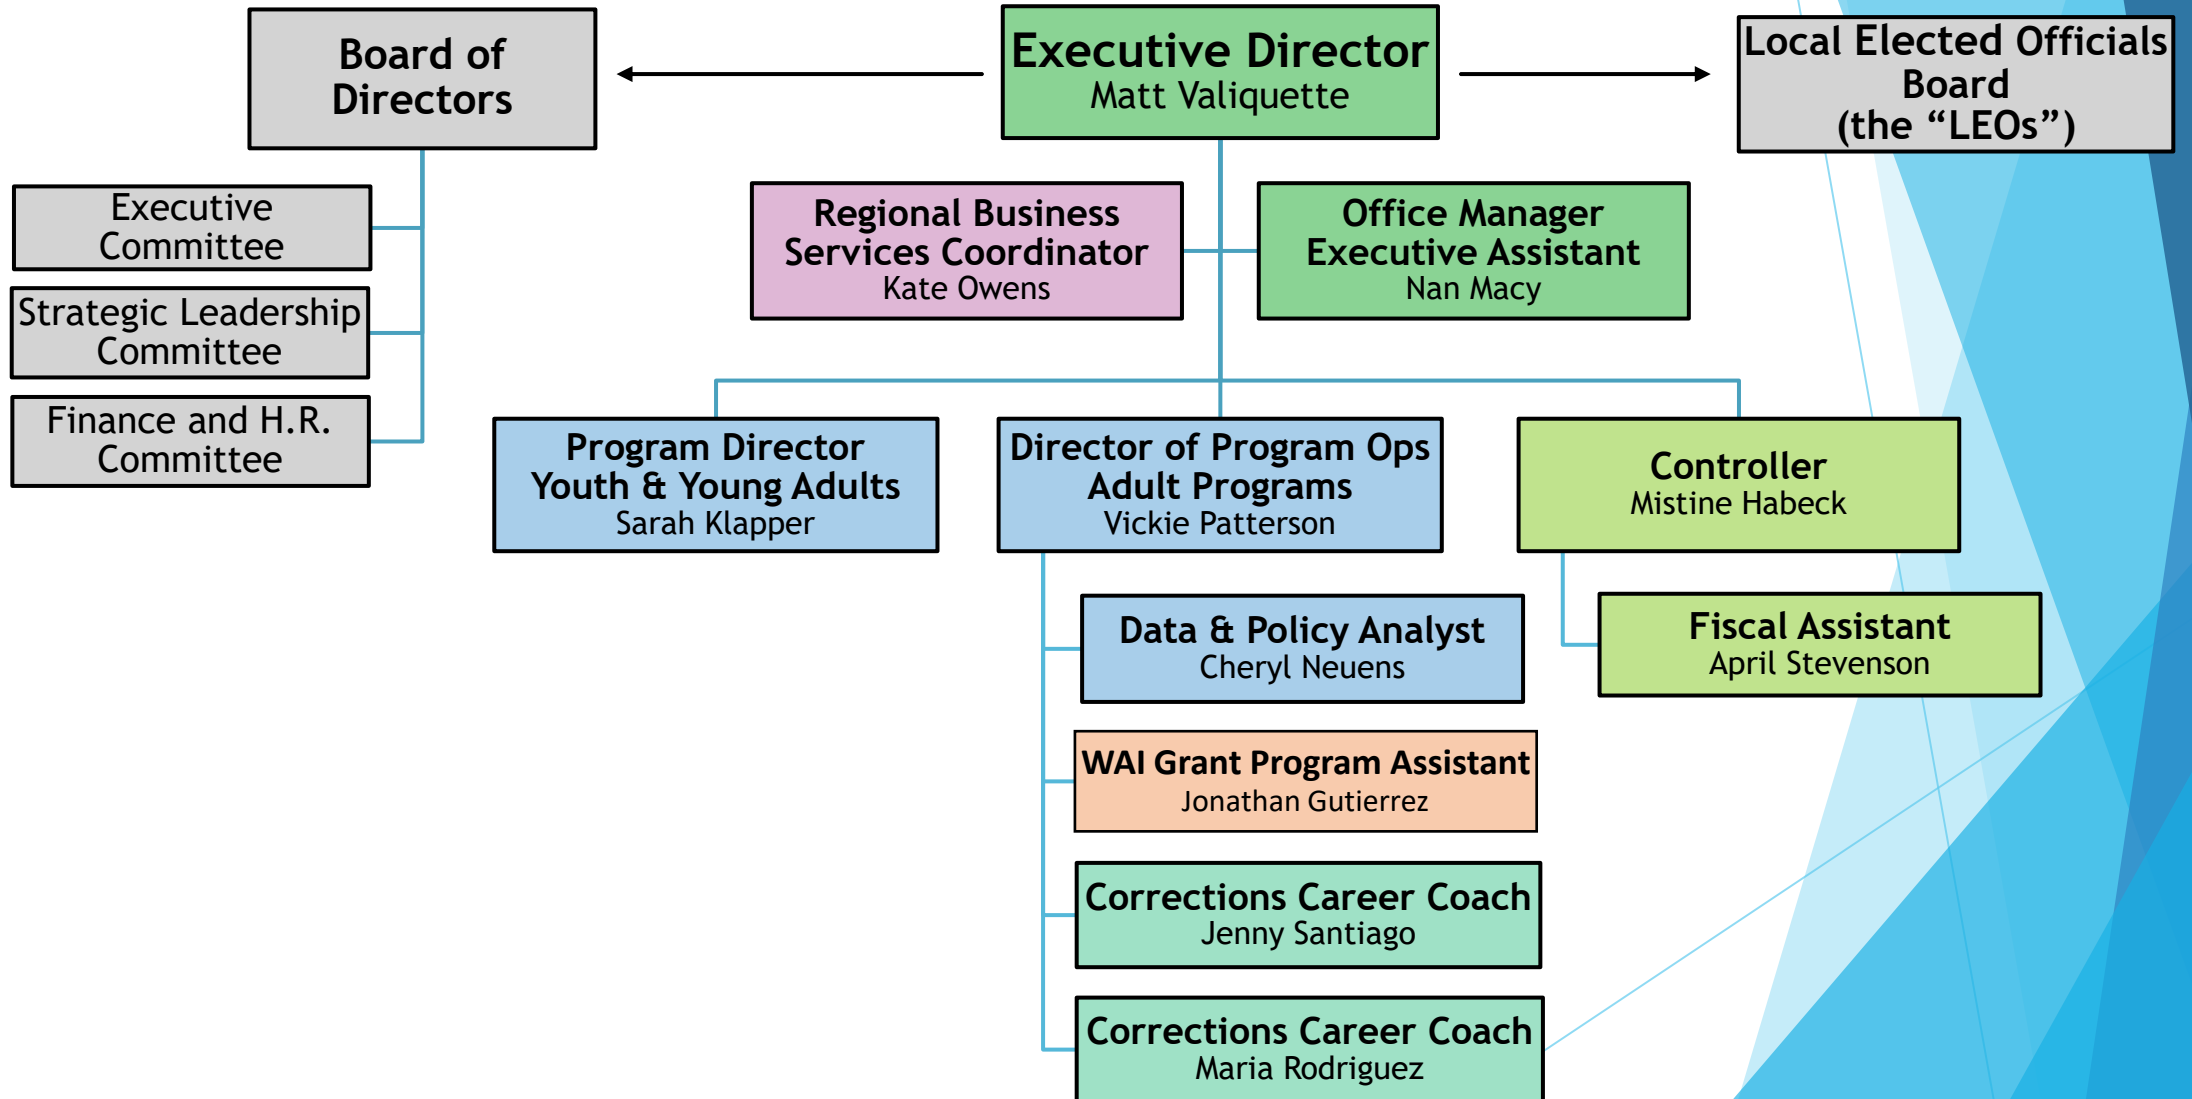 Board of
Directors
Executive Director
Matt Valiquette
Local Elected Officials
Board
(the “LEOs”)
Executive
Committee
Strategic Leadership
Committee
Finance and H.R.
Committee
Regional Business
Services Coordinator
Kate Owens
Office Manager
Executive Assistant
Nan Macy
Program Director
Youth & Young Adults
Sarah Klapper
Director of Program Ops
Adult Programs
Vickie Patterson
Controller
Mistine Habeck
Data & Policy Analyst
Cheryl Neuens
Fiscal Assistant
April Stevenson
WAI Grant Program Assistant
Jonathan Gutierrez
Corrections Career Coach
Jenny Santiago
Corrections Career Coach
Maria Rodriguez